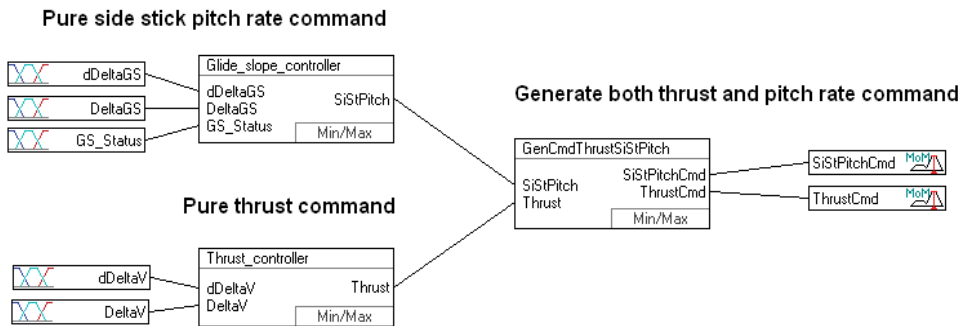 Pure side stick pitch rate command
dDeltaGS
DeltaGS
GS_Status
Glide_slope_controller
dDeltaGS
DeltaGS
GS_Status
SiStPitch
Min/Max
Generate both thrust and pitch rate command
GenCmdThrustSiStPitch
SiStPitch
Thrust
SiStPitchCmd
ThrustCmd
Min/Max
SiStPitchCmd MoM
ThrustCmd MoM
Pure thrust command
dDeltaV
DeltaV
Thrust_controller
dDeltaV
DeltaV
Thrust
Min/Max